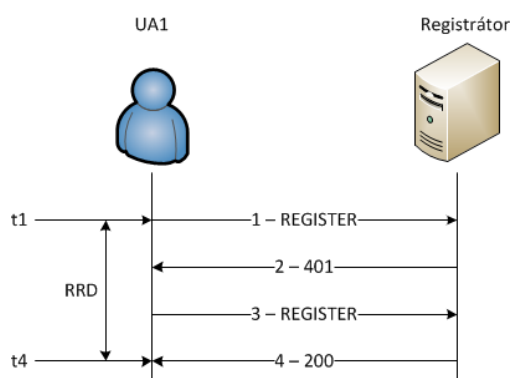 UA1
Registrátor
t1
1 – REGISTER
2 – 401
RRD
3 – REGISTER
t4
4 – 200